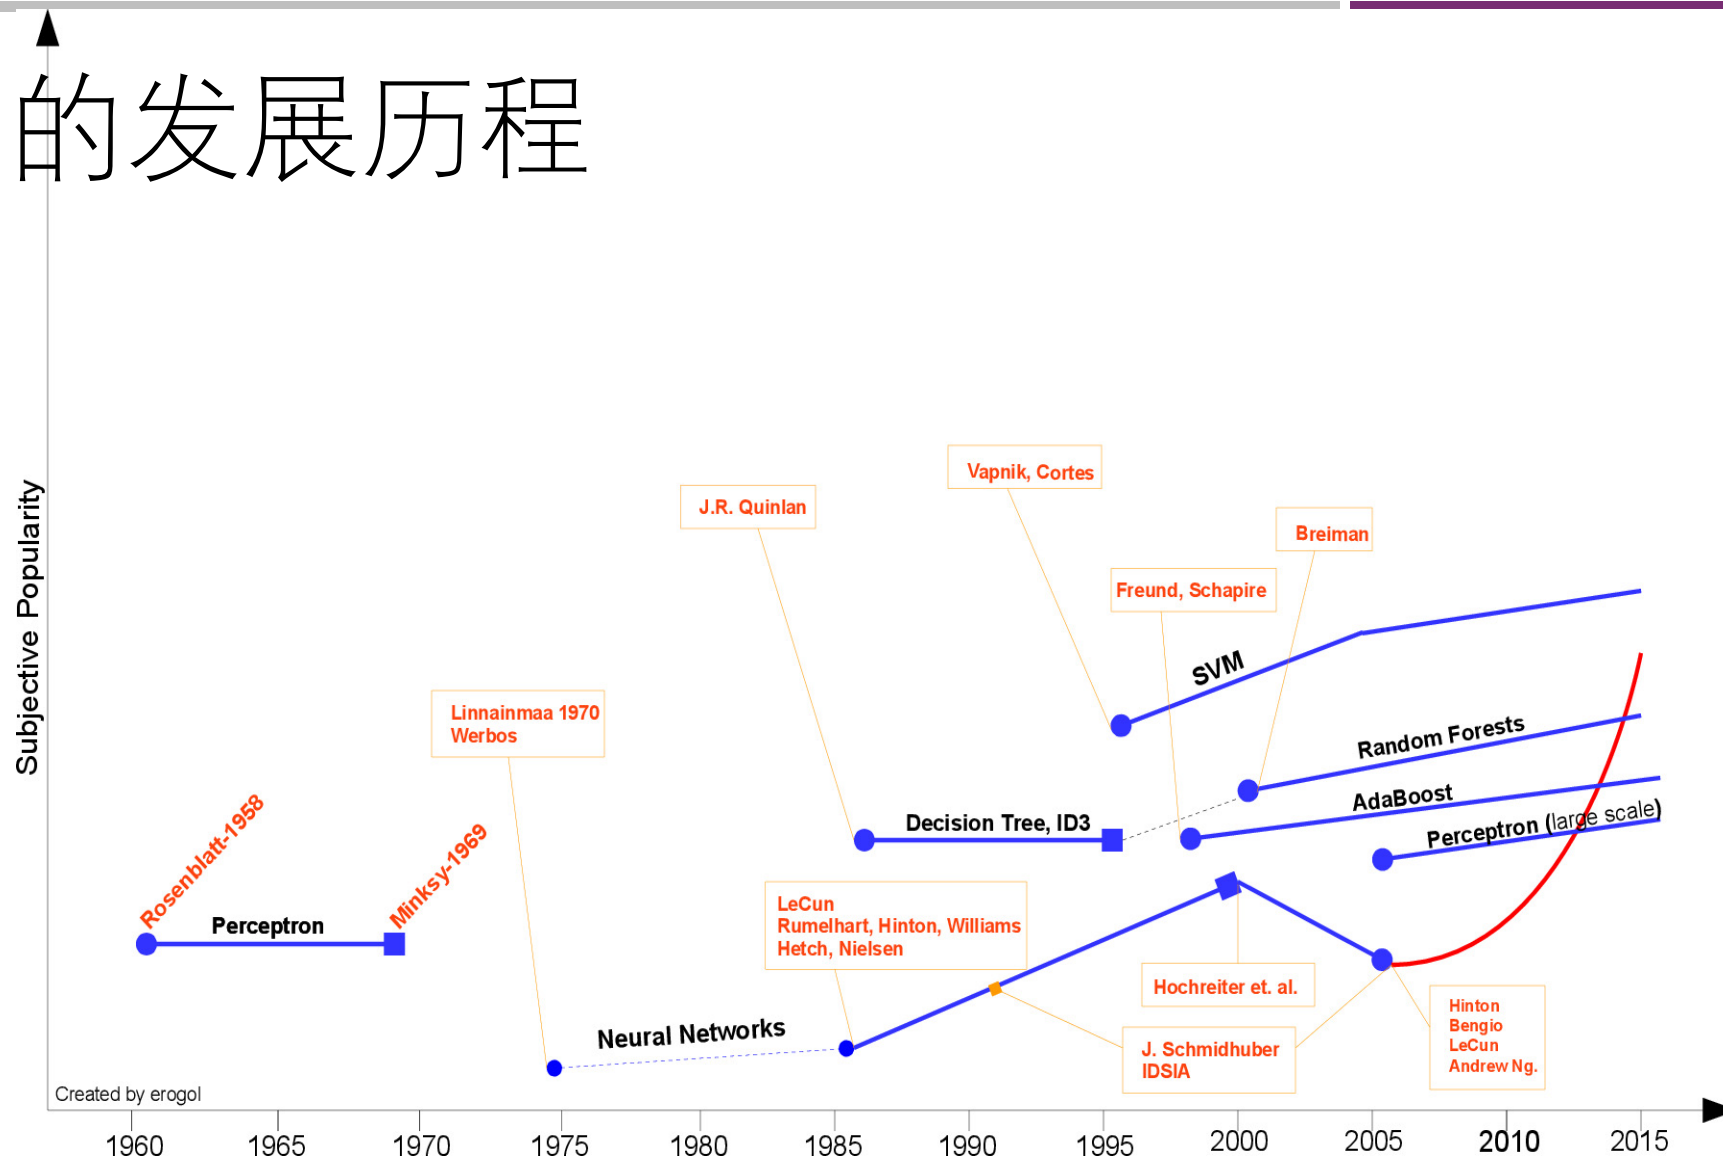 的发展历程
Subjective Popularity
Vapnik, Cortes
J.R. Quinlan
Breiman
Freund, Schapire
SVM
Linnainmaa 1970
Werbos
Random Forests
AdaBoost
Decision Tree, ID3
Perceptron (large scale)
Rosenblatt-1958
Minksy-1969
Perceptron
LeCun
Rumelhart, Hinton, Williams
Hetch, Nielsen
Hochreiter et. al.
Hinton
Bengio
LeCun
Andrew Ng.
Neural Networks
J. Schmidhuber
IDSIA
Created by erogol
1960 1965 1970 1975 1980 1985 1990 1995 2000 2005 2010 2015